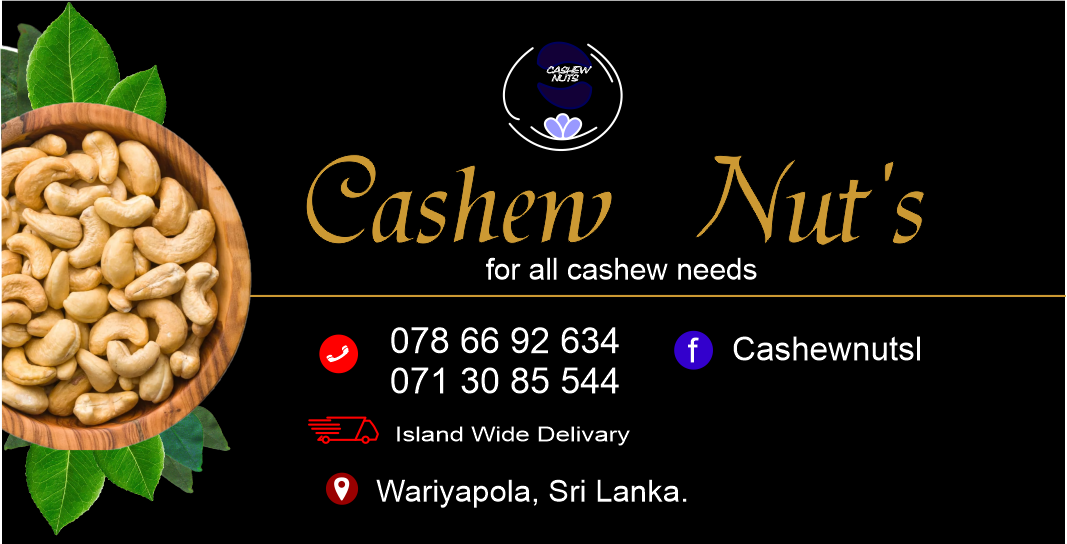 CASHEW
NUTS
Cashew Nut's
for all cashew needs
078 66 92 634
071 30 85 544
f Cashewnutsl
Island Wide Delivary
Wariyapola, Sri Lanka.